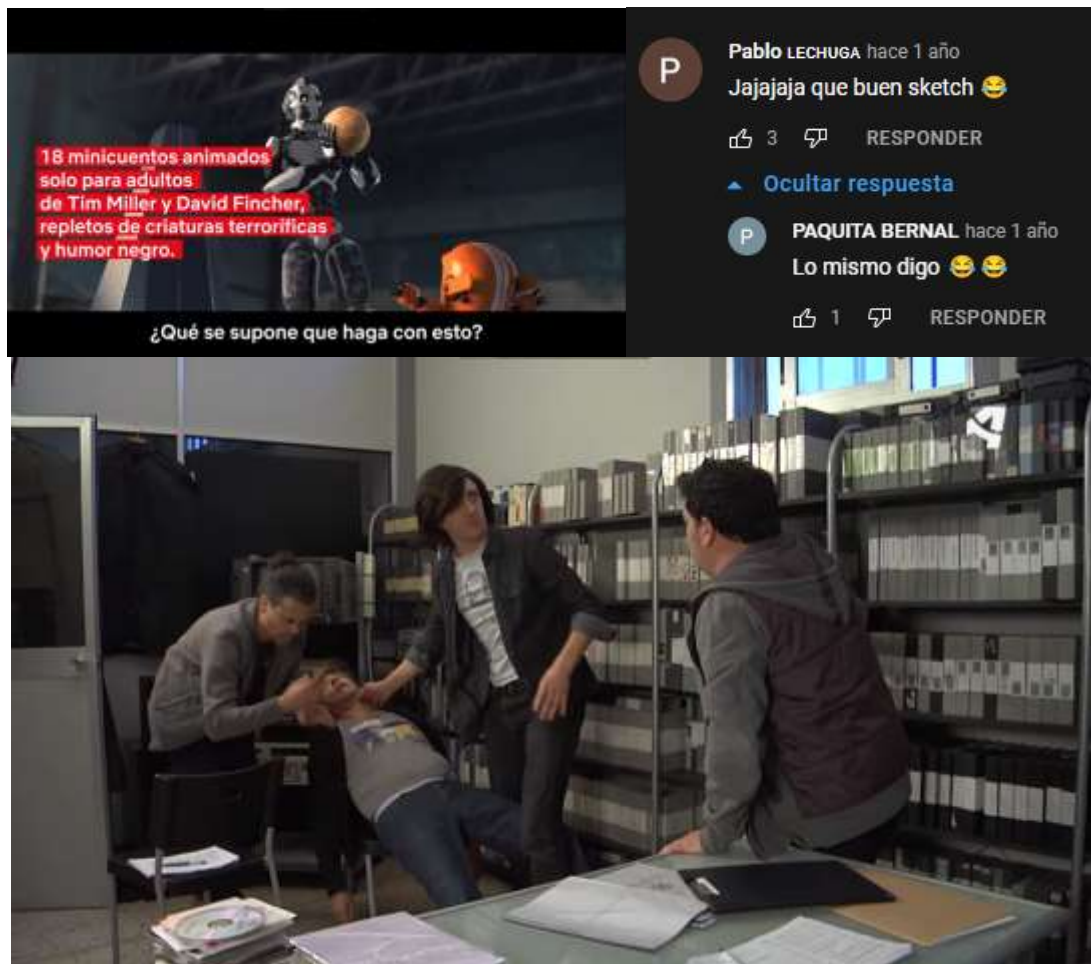 18 minicuentos animados
solo para adultos
de Tim Miller y David Fincher,
repletos de criaturas terroríficas
y humor negro.
¿Qué se supone que haga con esto?
P
Pablo LECHUGA hace 1 año
Jajajaja que buen sketch 😂
3 RESPONDER
Ocultar respuesta
P
PAQUITA BERNAL hace 1 año
Lo mismo digo 😂 😂
1 RESPONDER